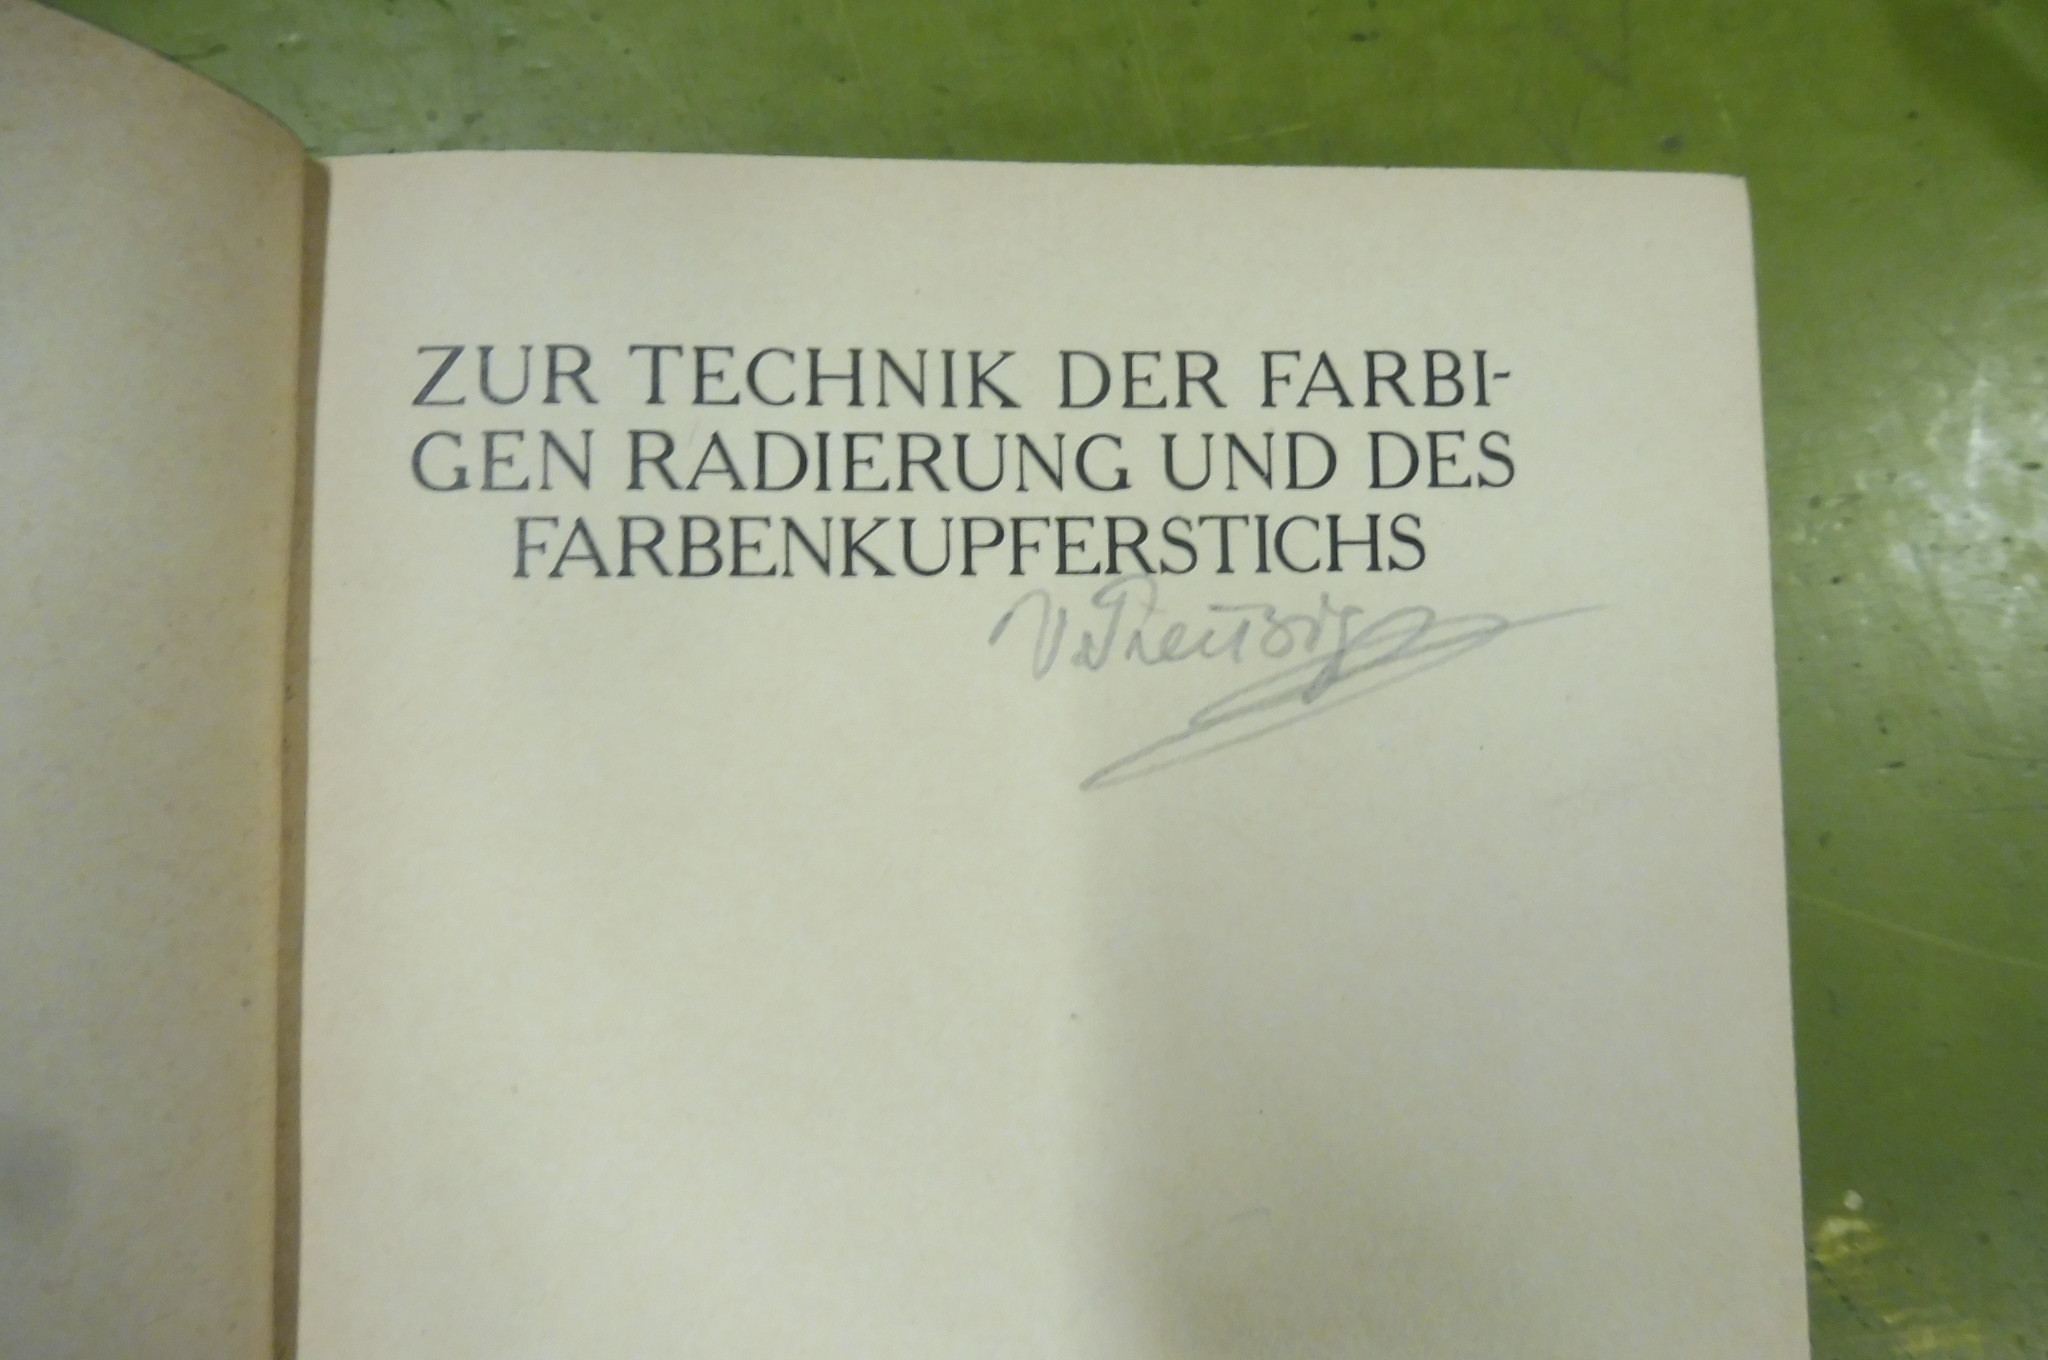 ZUR TECHNIK DER FARBI-
GEN RADIERUNG UND DES
FARBENKUPFERSTICHS